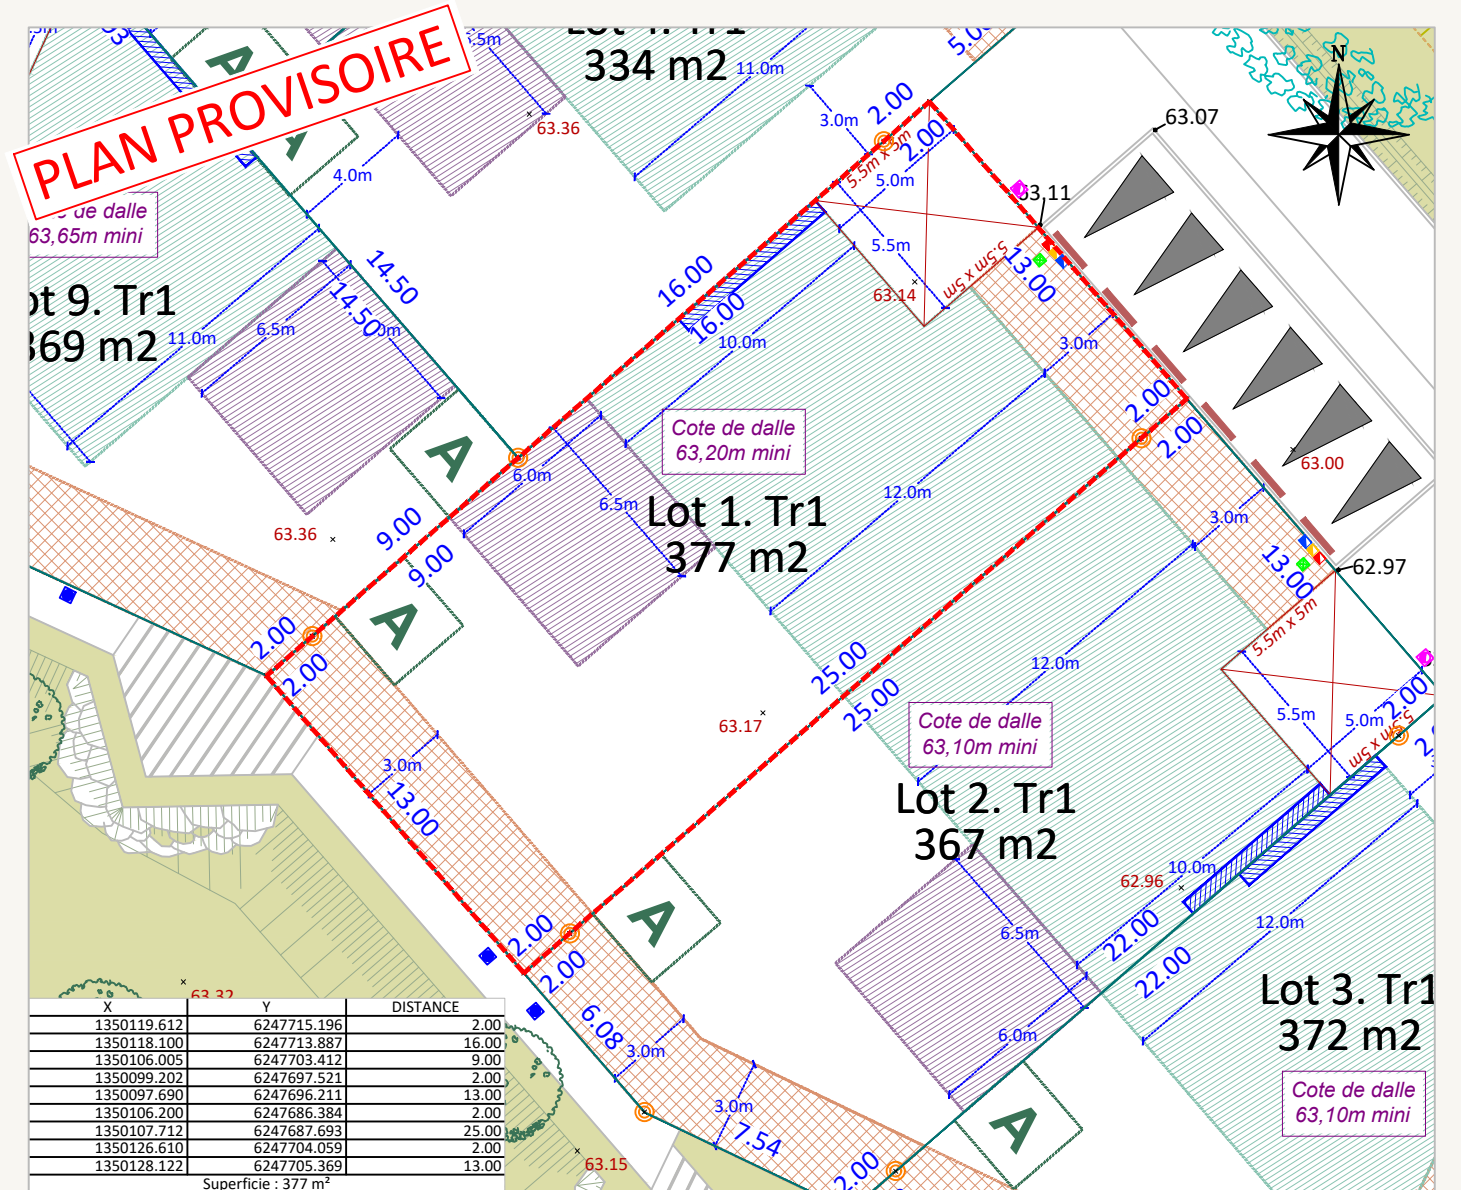 PLAN PROVISOIRE
334 m2
11.0m
5.5m
63.36
3.0m
2.00
2.00
5.5m x 5m
5.0m
5.5m
63.14
5.5m x 5m
N
63.07
63.11
13.00
3.0m
A
A
4.0m
de dalle
63,65m mini
14.50
14.50
ot 9. Tr1
369 m2
11.0m
6.5m
16.00
16.00
10.0m
Cote de dalle
63,20m mini
Lot 1. Tr1
377 m2
12.0m
2.00
2.00
63.00
3.0m
13.00
62.97
A
6.0m
6.5m
63.36
9.00
9.00
A
2.00
2.00
5.5m x 5m
12.0m
25.00
25.00
63.17
Cote de dalle
63,10m mini
5.5m
5.0m
2.00
5.5m x 5m
3.0m
13.00
Lot 2. Tr1
367 m2
10.0m
62.96
A
2.00
2.00
6.5m
22.00
22.00
12.0m
63.32
6.08
3.0m
6.0m
Lot 3. Tr1
372 m2
Cote de dalle
63,10m mini
3.0m
7.54
A
2.00
63.15
X Y DISTANCE
1350119.612 6247715.196 2.00
1350118.100 6247713.887 16.00
1350106.005 6247703.412 9.00
1350099.202 6247697.521 2.00
1350097.690 6247696.211 13.00
1350106.200 6247686.384 2.00
1350107.712 6247687.693 25.00
1350126.610 6247704.059 2.00
1350128.122 6247705.369 13.00
Superficie : 377 m²